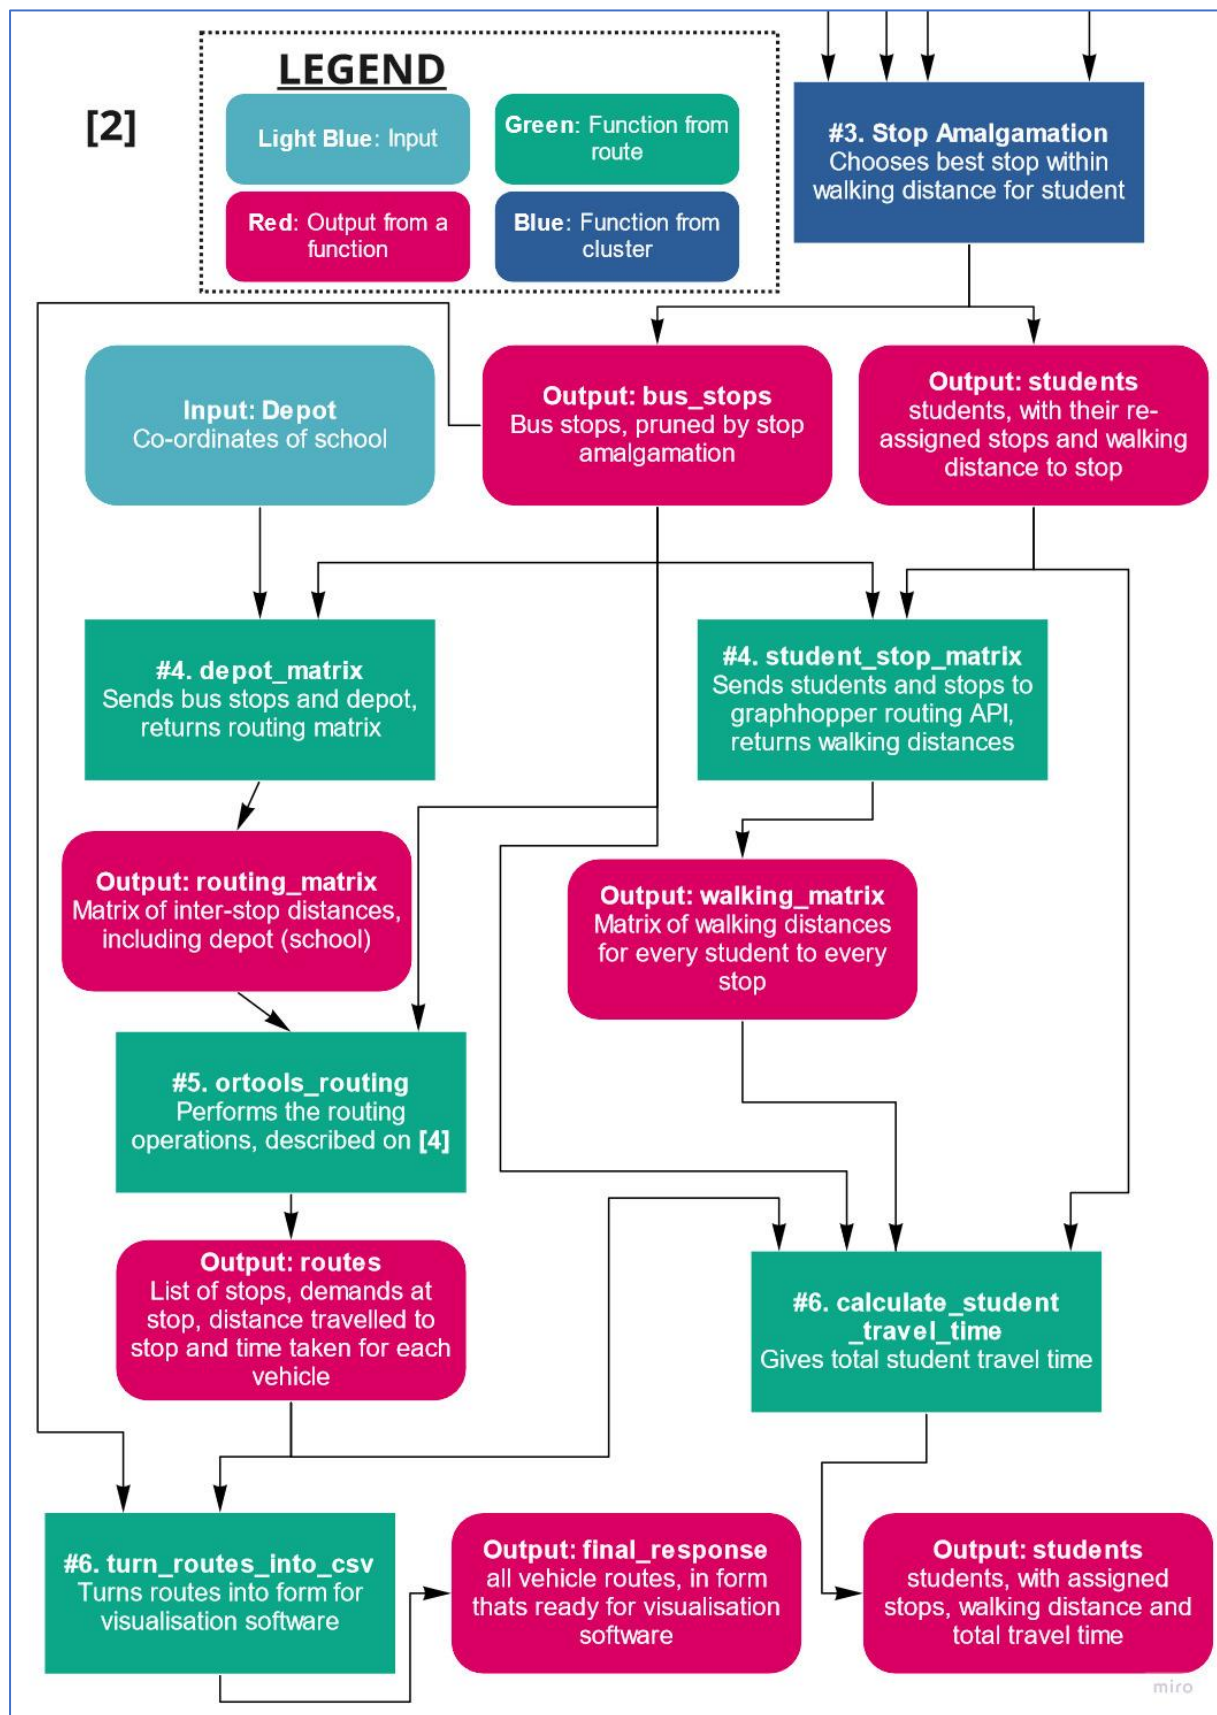 LEGEND
[2]
Light Blue: Input
Green: Function from
route
Red: Output from a
function
Blue: Function from
cluster
#3. Stop Amalgamation
Chooses best stop within
walking distance for student
Input: Depot
Co-ordinates of school
Output: bus_stops
Bus stops, pruned by stop
amalgamation
Output: students
students, with their re-
assigned stops and walking
distance to stop
#4. depot_matrix
Sends bus stops and depot,
returns routing matrix
#4. student_stop_matrix
Sends students and stops to
graphhopper routing API,
returns walking distances
Output: routing_matrix
Matrix of inter-stop distances,
including depot (school)
Output: walking_matrix
Matrix of walking distances
for every student to every
stop
#5. ortools_routing
Performs the routing
operations, described on [4]
Output: routes
List of stops, demands at
stop, distance travelled to
stop and time taken for each
vehicle
#6. calculate_student
_travel_time
Gives total student travel time
#6. turn_routes_into_csv
Turns routes into form for
visualisation software
Output: final_response
all vehicle routes, in form
thats ready for visualisation
software
Output: students
students, with assigned
stops, walking distance and
total travel time
miro